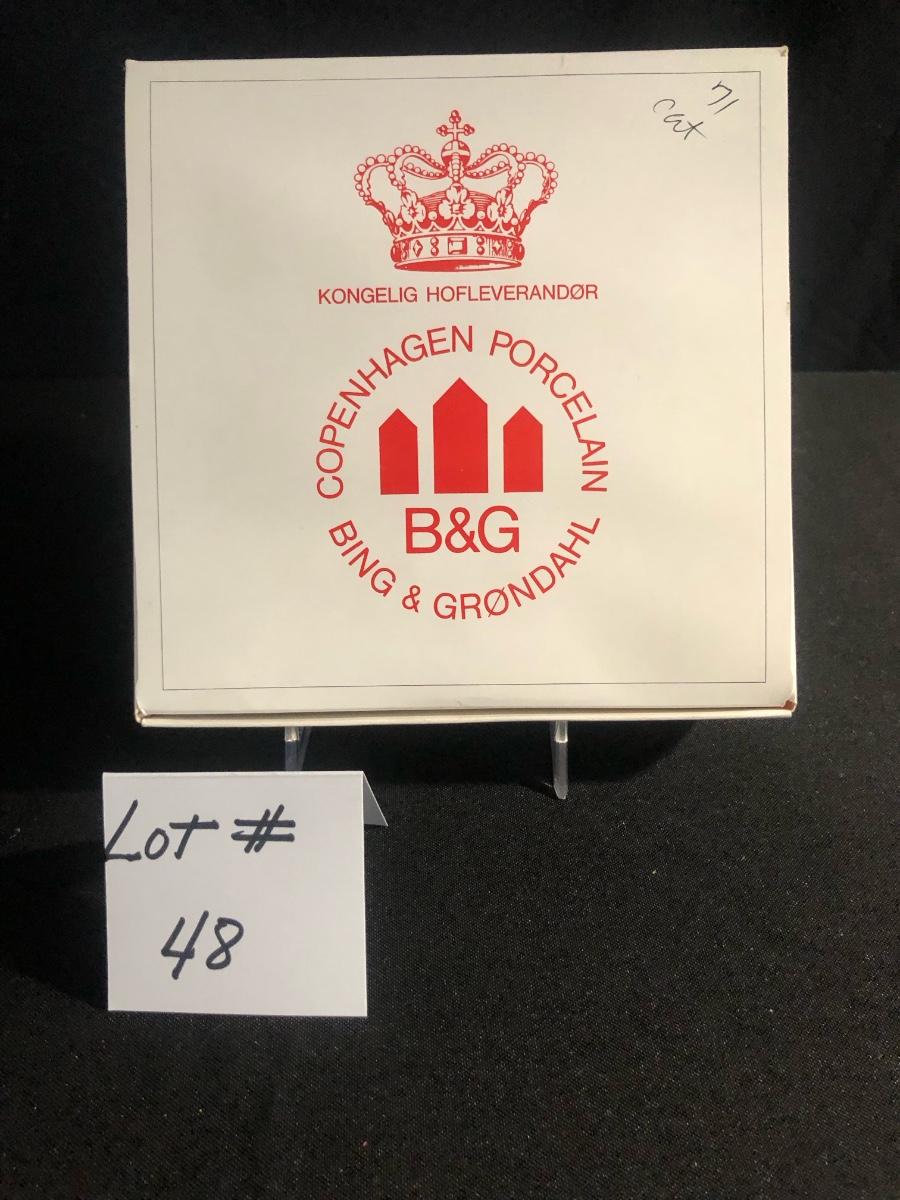 71
cat
KONGELIG HOFLEVERANDØR
COPENHAGEN PORCELAIN
B&G
BING & GRØNDAHL
Lot #
48